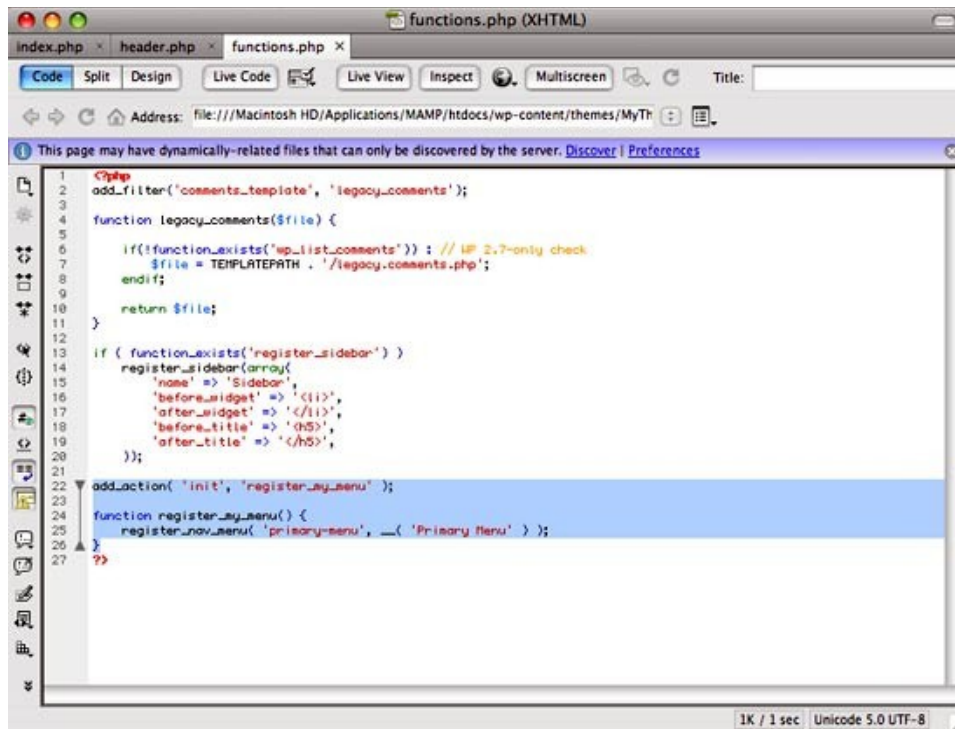 functions.php (XHTML)
index.php × header.php × functions.php ×
Code Split Design Live Code Live View Inspect Multiscreen Title:
Address: file:///Macintosh HD/Applications/MAMP/htdocs/wp-content/themes/MyTh
This page may have dynamically-related files that can only be discovered by the server. Discover | Preferences
1 <?php
2 add_filter('comments_template', 'legacy_comments');
3
4 function legacy_comments($file) {
5
6 if(!function_exists('wp_list_comments')) : // WP 2.7-only check
7 $file = TEMPLATEPATH . '/legacy.comments.php';
8 endif;
9
10 return $file;
11 }
12
13 if ( function_exists('register_sidebar') )
14 register_sidebar(array(
15 'name' => 'Sidebar',
16 'before_widget' => '<li>',
17 'after_widget' => '</li>',
18 'before_title' => '<h5>',
19 'after_title' => '</h5>',
20 ));
21
22 add_action( 'init', 'register_my_menu' );
23
24 function register_my_menu() {
25 register_nav_menu( 'primary-menu', __( 'Primary Menu' ) );
26 }
27 ?>
1K / 1 sec Unicode 5.0 UTF-8